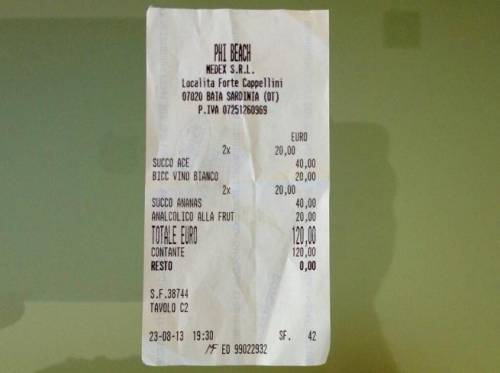 PHI BEACH
MEDEX S.R.L.
Localita Forte Cappellini
07020 BAIA SARDINIA (OT)
P.IVA 07251260969
EURO
2x 20,00
SUCCO ACE 40,00
BICC VINO BIANCO 20,00
2x 20,00
SUCCO ANANAS 40,00
ANALCOLICO ALLA FRUT 20,00
TOTALE EURO 120,00
CONTANTE 120,00
RESTO 0,00
S.F.38744
TAVOLO C2
23-08-13 19:30 SF. 42
MF EO 99022932